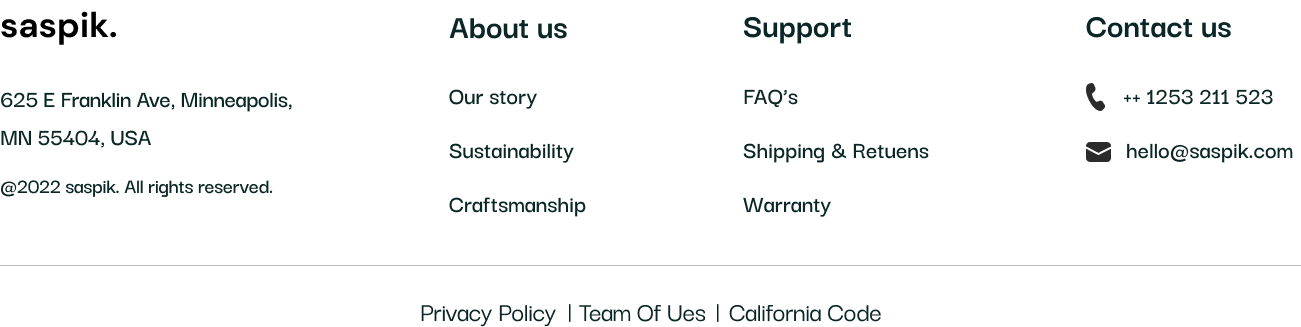 saspik.
625 E Franklin Ave, Minneapolis,
MN 55404, USA
@2022 saspik. All rights reserved.
About us
Our story
Sustainability
Craftsmanship
Support
FAQ's
Shipping & Retuens
Warranty
Contact us
++ 1253 211 523
hello@saspik.com
Privacy Policy | Team Of Ues | California Code